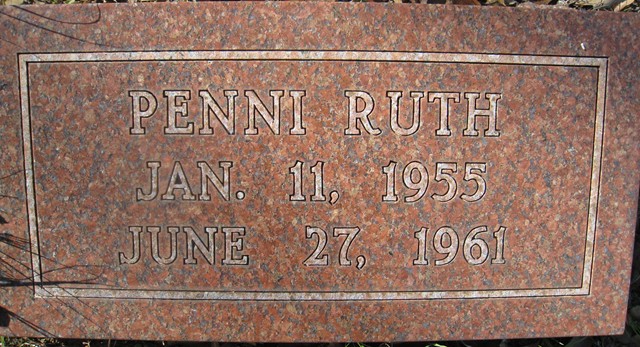 PENNI RUTH
JAN. 11, 1955
JUNE 27, 1961